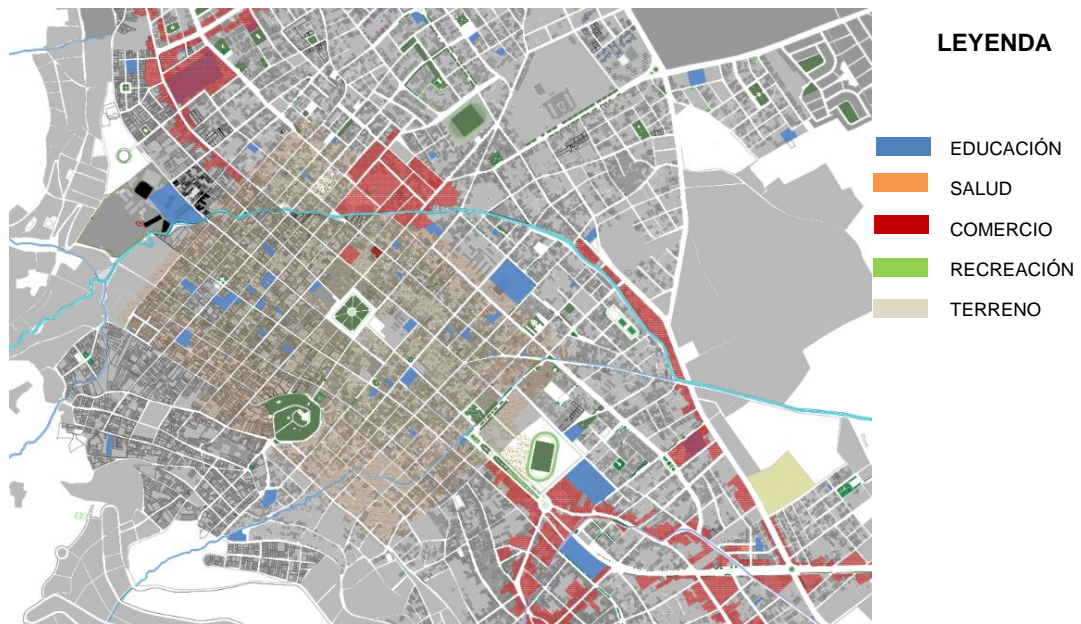 LEYENDA
EDUCACIÓN
SALUD
COMERCIO
RECREACIÓN
TERRENO